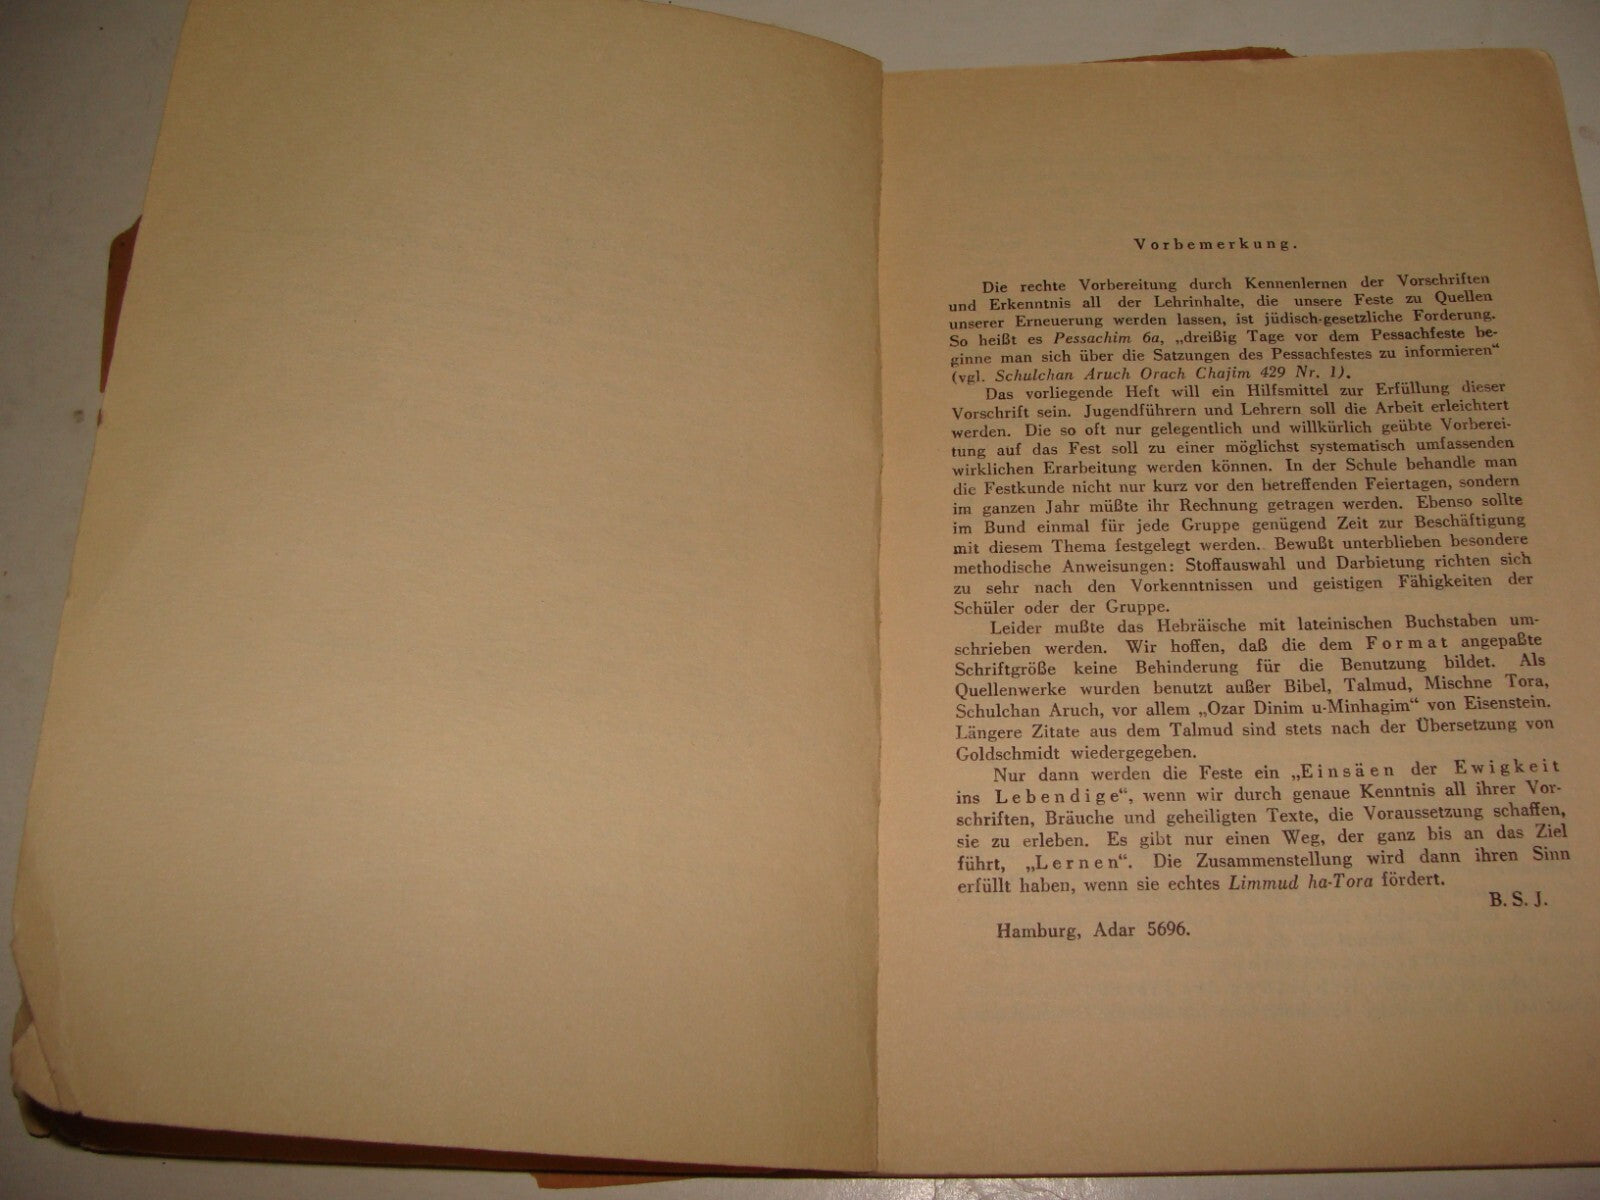 Vorbemerkung.
Die rechte Vorbereitung durch Kennenlernen der Vorschriften
und Erkenntnis all der Lehrinhalte, die unsere Feste zu Quellen
unserer Erneuerung werden lassen, ist jüdisch-gesetzliche Forderung.
So heißt es Pessachim 6a, „dreißig Tage vor dem Pessachfeste be-
ginne man sich über die Satzungen des Pessachfestes zu informieren“
(vgl. Schulchan Aruch Orach Chajim 429 Nr. 1).
Das vorliegende Heft will ein Hilfsmittel zur Erfüllung dieser
Vorschrift sein. Jugendführern und Lehrern soll die Arbeit erleichtert
werden. Die so oft nur gelegentlich und willkürlich geübte Vorberei-
tung auf das Fest soll zu einer möglichst systematisch umfassenden
wirklichen Erarbeitung werden können. In der Schule behandle man
die Festkunde nicht nur kurz vor den betreffenden Feiertagen, sondern
im ganzen Jahr müßte ihr Rechnung getragen werden. Ebenso sollte
im Bund einmal für jede Gruppe genügend Zeit zur Beschäftigung
mit diesem Thema festgelegt werden. Bewußt unterblieben besondere
methodische Anweisungen: Stoffauswahl und Darbietung richten sich
zu sehr nach den Vorkenntnissen und geistigen Fähigkeiten der
Schüler oder der Gruppe.
Leider mußte das Hebräische mit lateinischen Buchstaben um-
schrieben werden. Wir hoffen, daß die dem Format angepaßte
Schriftgröße keine Behinderung für die Benutzung bildet. Als
Quellenwerke wurden benutzt außer Bibel, Talmud, Mischne Tora,
Schulchan Aruch, vor allem „Ozar Dinim u-Minhagim“ von Eisenstein.
Längere Zitate aus dem Talmud sind stets nach der Übersetzung von
Goldschmidt wiedergegeben.
Nur dann werden die Feste ein „Einsäen der Ewigkeit
ins Lebendige“, wenn wir durch genaue Kenntnis all ihrer Vor-
schriften, Bräuche und geheiligten Texte, die Voraussetzung schaffen,
sie zu erleben. Es gibt nur einen Weg, der ganz bis an das Ziel
führt, „Lernen“. Die Zusammenstellung wird dann ihren Sinn
erfüllt haben, wenn sie echtes Limmud ha-Tora fördert.
B. S. J.
Hamburg, Adar 5696.